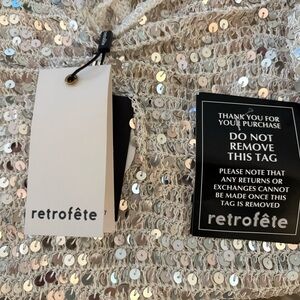 retrofête
THANK YOU FOR
YOUR PURCHASE
DO NOT
REMOVE
THIS TAG
PLEASE NOTE THAT
ANY RETURNS OR
EXCHANGES CANNOT
BE MADE ONCE THIS
TAG IS REMOVED
retrofête